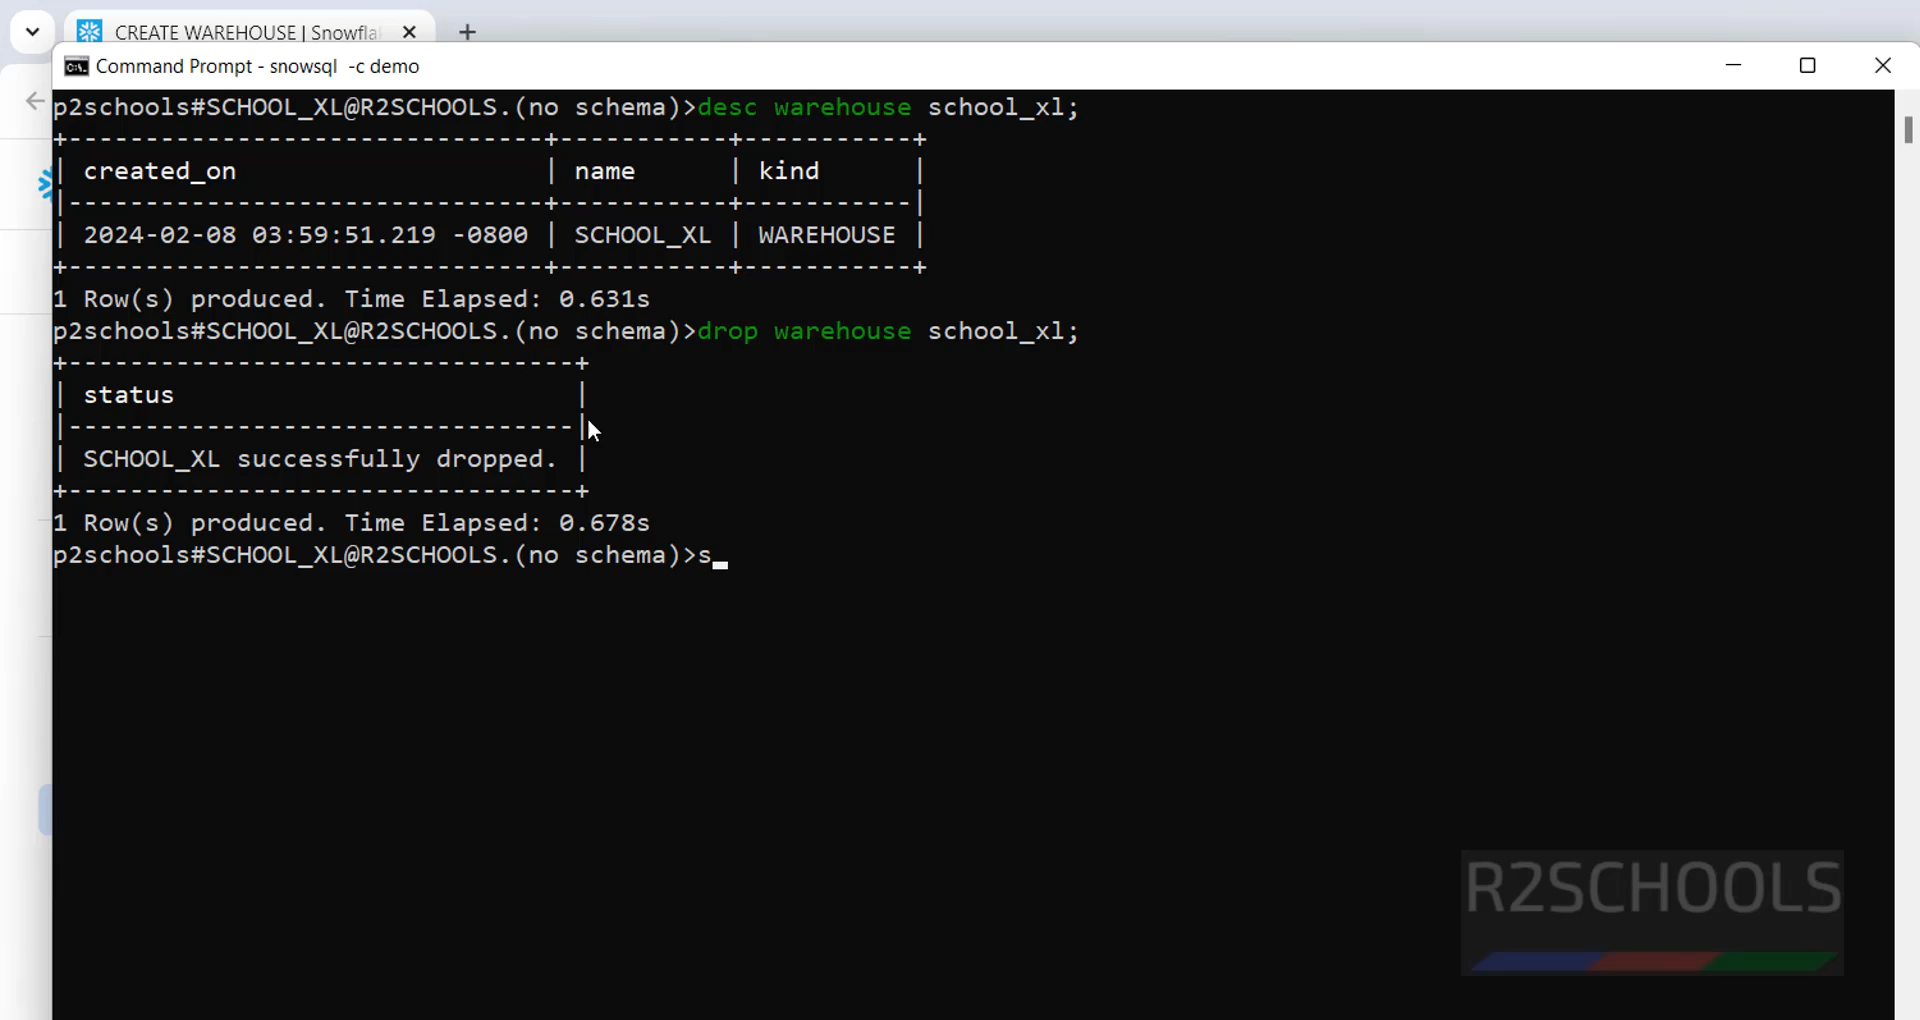 CREATE WAREHOUSE | Snowfla
Command Prompt - snowsql  -c demo
p2schools#SCHOOL_XL@R2SCHOOLS.(no schema)>desc warehouse school_xl;
+-------------------------------+-----------+-----------+
| created_on                    | name      | kind      |
|-------------------------------+-----------+-----------|
| 2024-02-08 03:59:51.219 -0800 | SCHOOL_XL | WAREHOUSE |
+-------------------------------+-----------+-----------+
1 Row(s) produced. Time Elapsed: 0.631s
p2schools#SCHOOL_XL@R2SCHOOLS.(no schema)>drop warehouse school_xl;
+---------------------------------+
| status                          |
|---------------------------------|
| SCHOOL_XL successfully dropped. |
+---------------------------------+
1 Row(s) produced. Time Elapsed: 0.678s
p2schools#SCHOOL_XL@R2SCHOOLS.(no schema)>s_
R2SCHOOLS